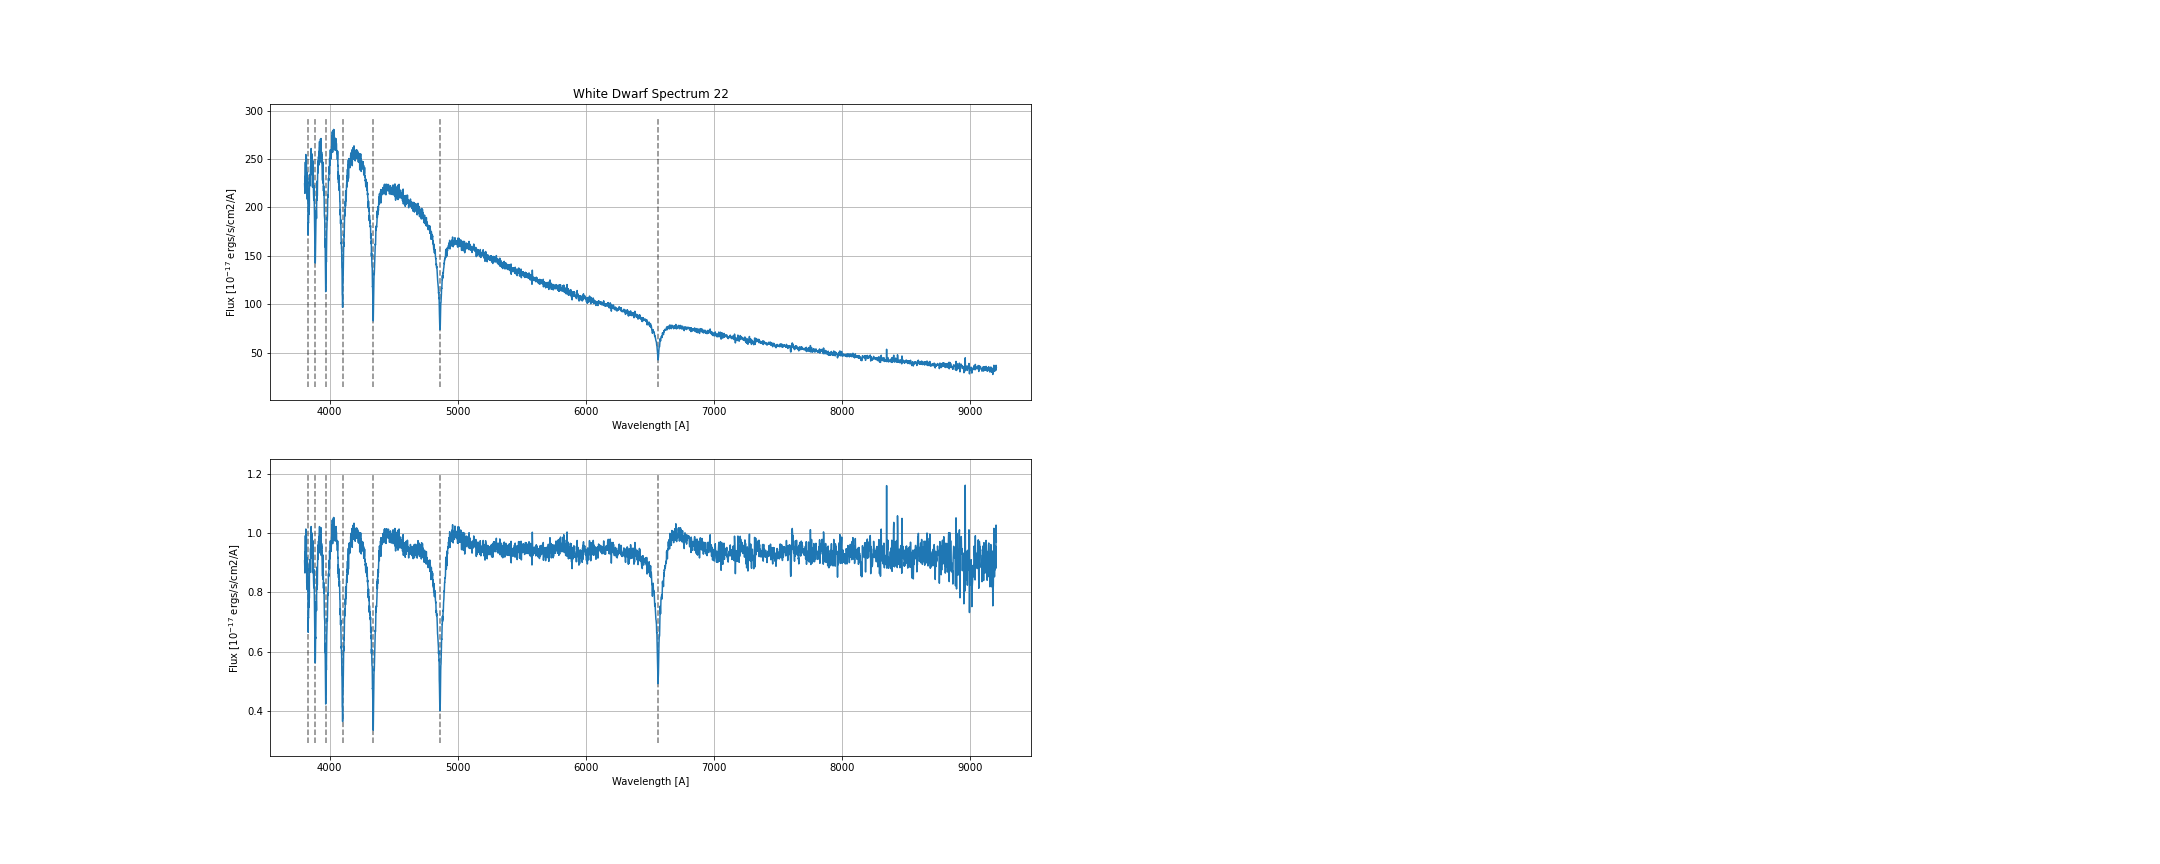 White Dwarf Spectrum 22
300
250
200
150
100
50
Flux [10⁻¹⁷ ergs/s/cm2/A]
4000 5000 6000 7000 8000 9000
Wavelength [A]
1.2
1.0
0.8
0.6
0.4
Flux [10⁻¹⁷ ergs/s/cm2/A]
4000 5000 6000 7000 8000 9000
Wavelength [A]